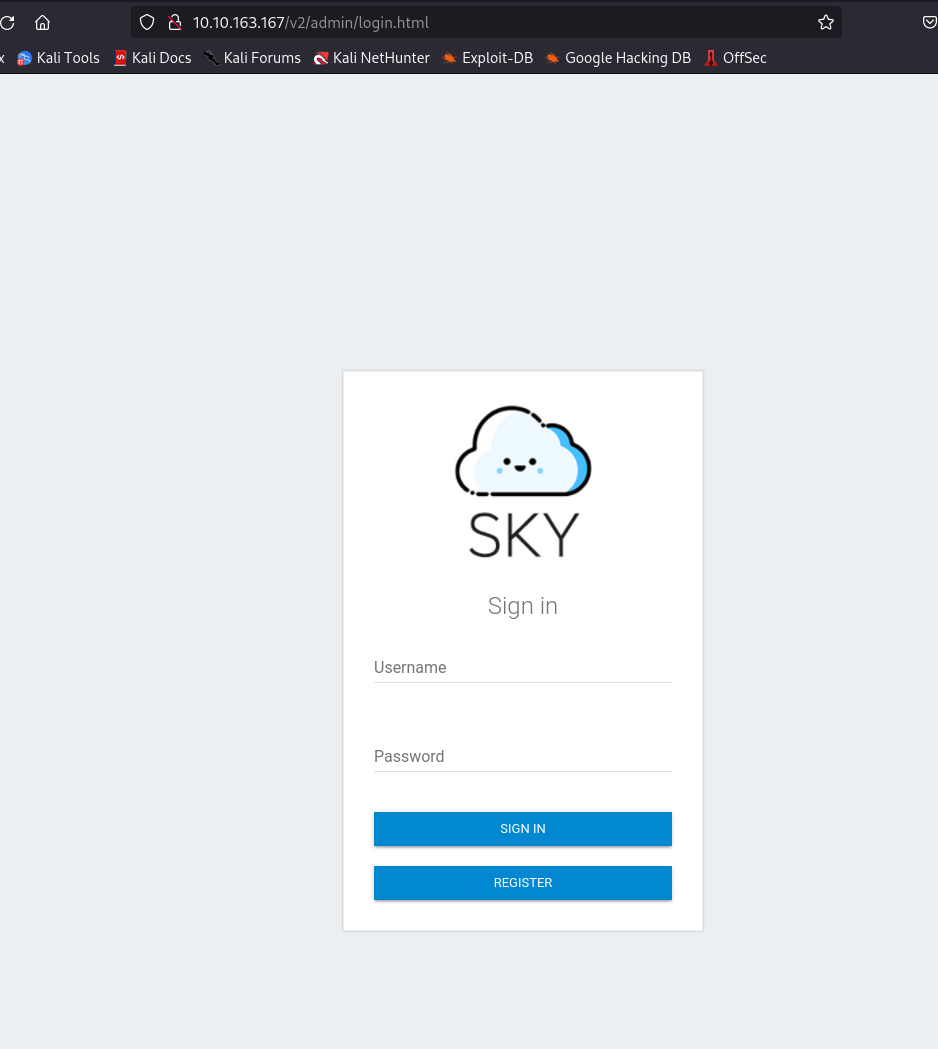 10.10.163.167/v2/admin/login.html
x Kali Tools Kali Docs Kali Forums Kali NetHunter Exploit-DB Google Hacking DB OffSec
SKY
Sign in
Username
Password
SIGN IN
REGISTER